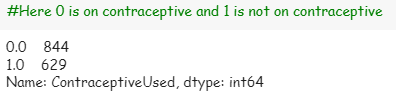 #Here 0 is on contraceptive and 1 is not on contraceptive
0.0    844
1.0    629
Name: ContraceptiveUsed, dtype: int64